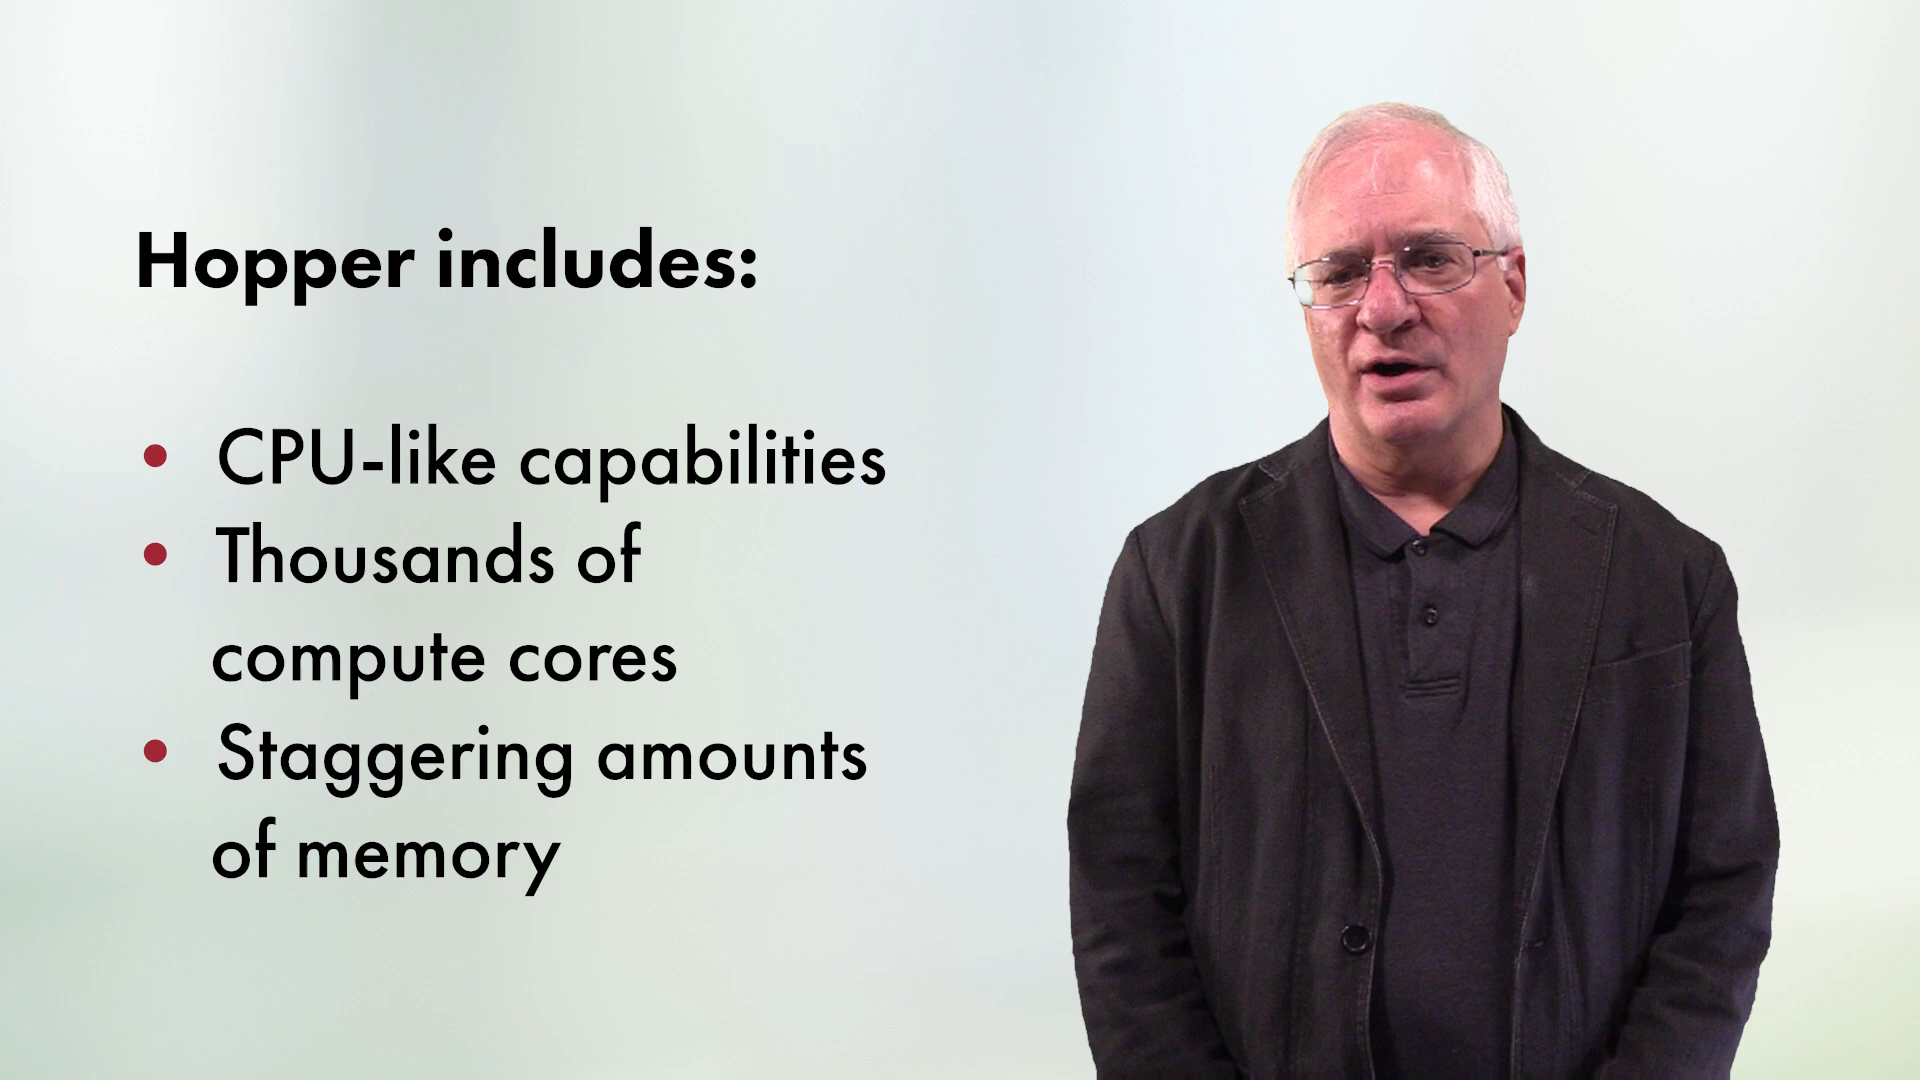 Hopper includes:
• CPU-like capabilities
• Thousands of
compute cores
• Staggering amounts
of memory